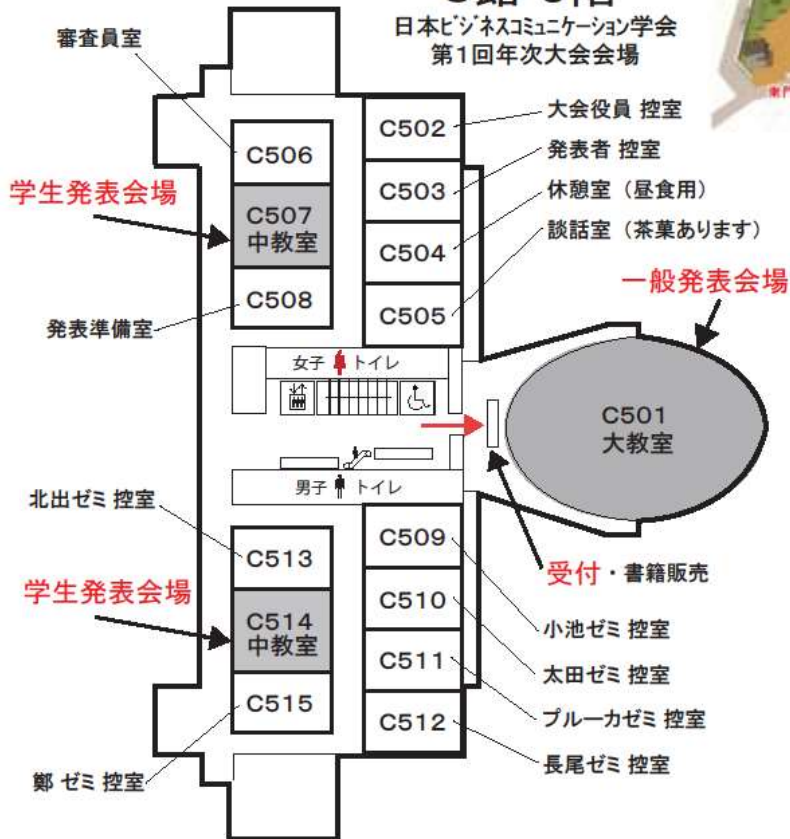 日本ビジネスコミュニケーション学会
第1回年次大会会場
審査員室
C506
学生発表会場
C507
中教室
C508
発表準備室
C502
大会役員 控室
C503
発表者 控室
C504
休憩室（昼食用）
C505
談話室（茶菓あります）
一般発表会場
女子 トイレ
C501
大教室
男子 トイレ
受付・書籍販売
北出ゼミ 控室
C513
学生発表会場
C514
中教室
C515
鄭 ゼミ 控室
C509
小池ゼミ 控室
C510
太田ゼミ 控室
C511
プルーカゼミ 控室
C512
長尾ゼミ 控室